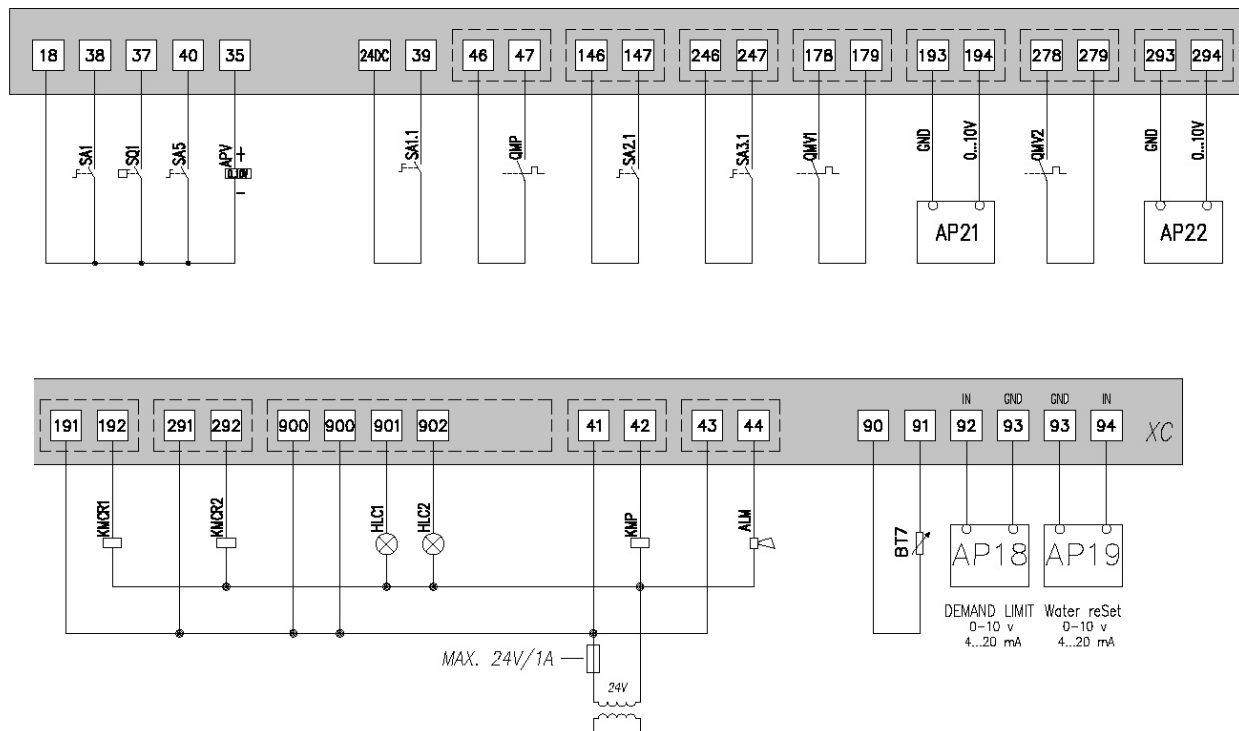 18 38 37 40 35 24DC 39 46 47 146 147 246 247 178 179 193 194 278 279 293 294
SA1 SQ1 SA5 APV + - SA1.1 QMP SA2.1 SA3.1 QMV1 GND 0...10V QMV2 GND 0...10V
AP21 AP22
IN GND GND IN
191 192 291 292 900 900 901 902 41 42 43 44 90 91 92 93 93 94 XC
KMCR1 KMCR2 HLC1 HLC2 KMP ALM BT7 AP18 AP19
DEMAND LIMIT Water reSet
0-10 v 0-10 v
4...20 mA 4...20 mA
MAX. 24V/1A
24V